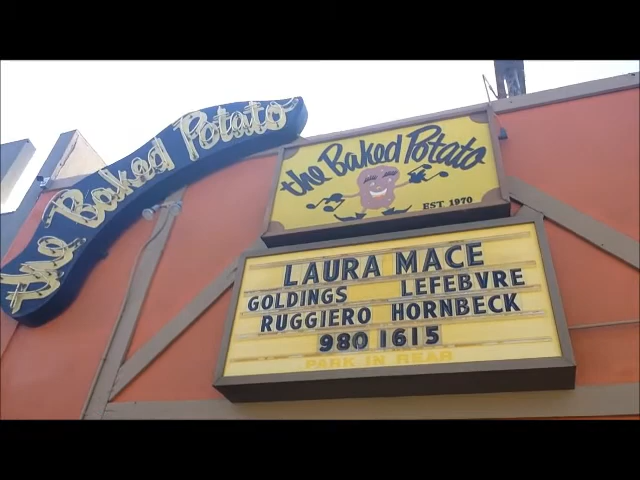 the Baked Potato
the Baked Potato
EST 1970
LAURA MACE
GOLDINGS LEFEBVRE
RUGGIERO HORNBECK
980 1615
PARK IN REAR